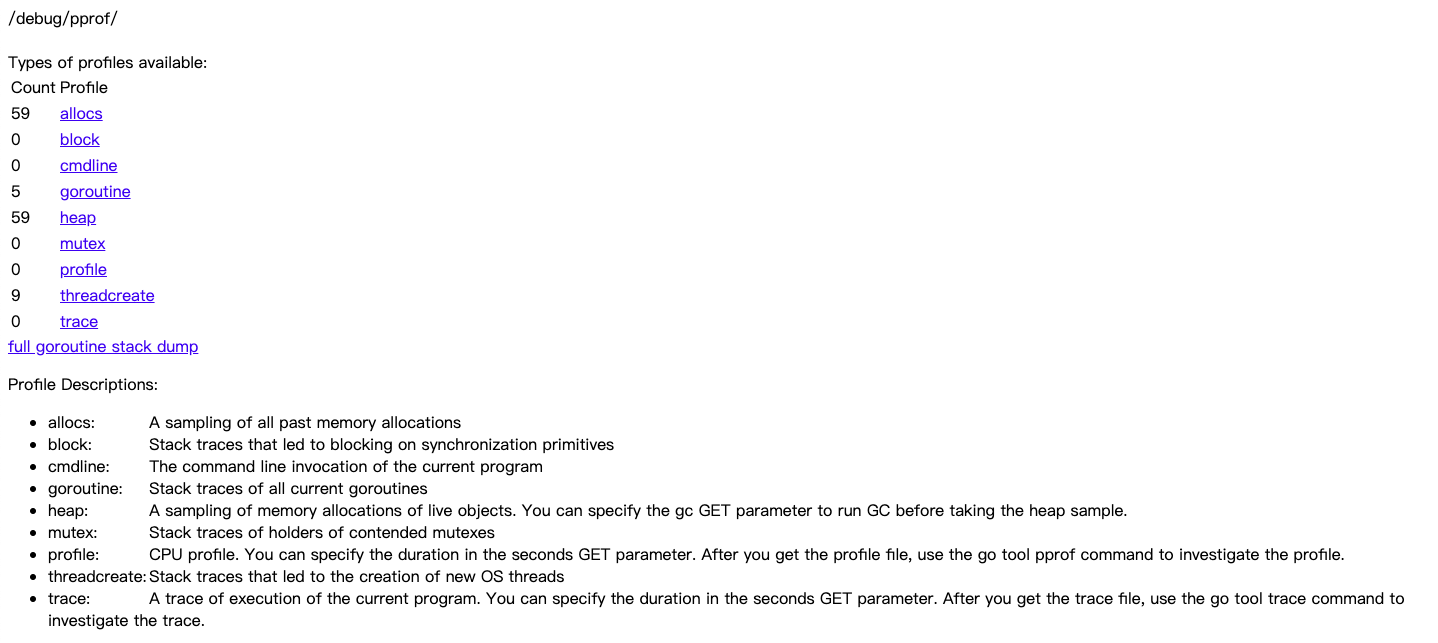 /debug/pprof/
Types of profiles available:
Count Profile
59 allocs
0 block
0 cmdline
5 goroutine
59 heap
0 mutex
0 profile
9 threadcreate
0 trace
full goroutine stack dump
Profile Descriptions:
• allocs: A sampling of all past memory allocations
• block: Stack traces that led to blocking on synchronization primitives
• cmdline: The command line invocation of the current program
• goroutine: Stack traces of all current goroutines
• heap: A sampling of memory allocations of live objects. You can specify the gc GET parameter to run GC before taking the heap sample.
• mutex: Stack traces of holders of contended mutexes
• profile: CPU profile. You can specify the duration in the seconds GET parameter. After you get the profile file, use the go tool pprof command to investigate the profile.
• threadcreate: Stack traces that led to the creation of new OS threads
• trace: A trace of execution of the current program. You can specify the duration in the seconds GET parameter. After you get the trace file, use the go tool trace command to
investigate the trace.